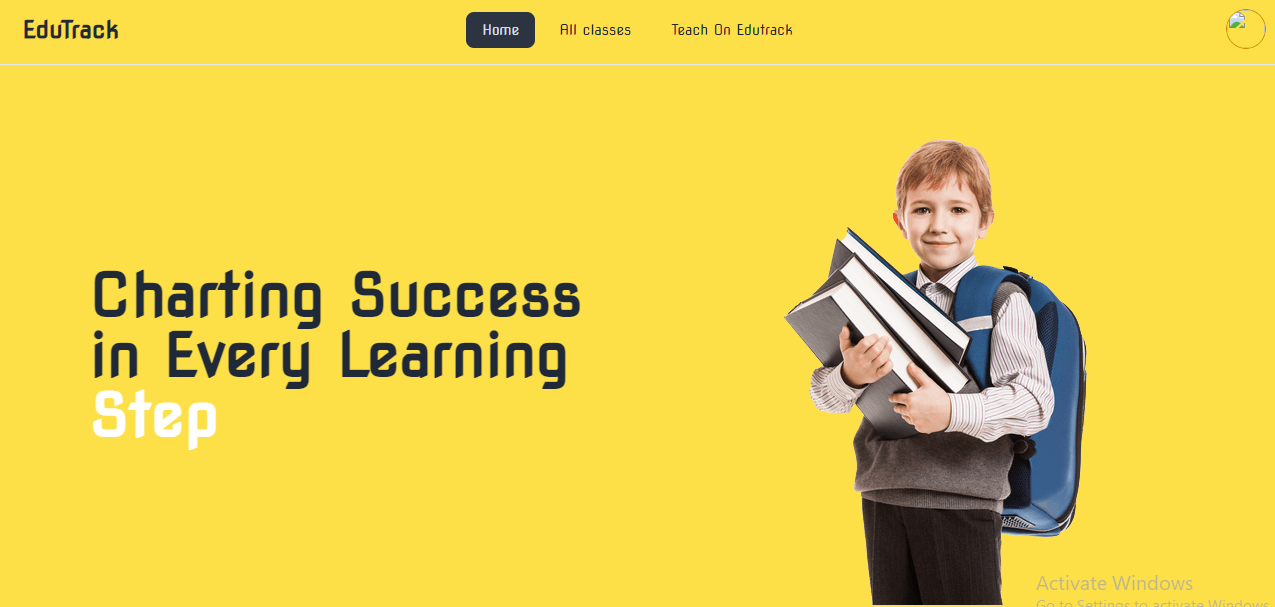 EduTrack
Home
All classes
Teach On Edutrack
Charting Success
in Every Learning
Step
Activate Windows
Go to Settings to activate Windows.